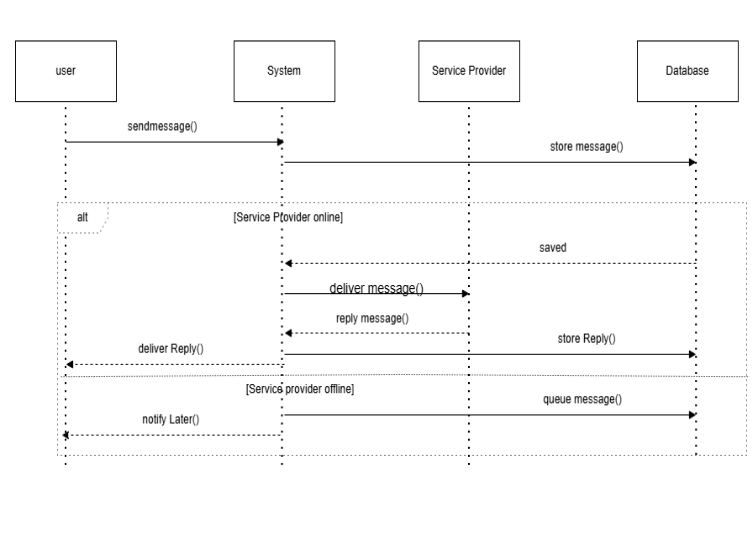 user
System
Service Provider
Database
sendmessage()
store message()
alt
[Service Provider online]
saved
deliver message()
reply message()
store Reply()
deliver Reply()
[Service provider offline]
queue message()
notify Later()